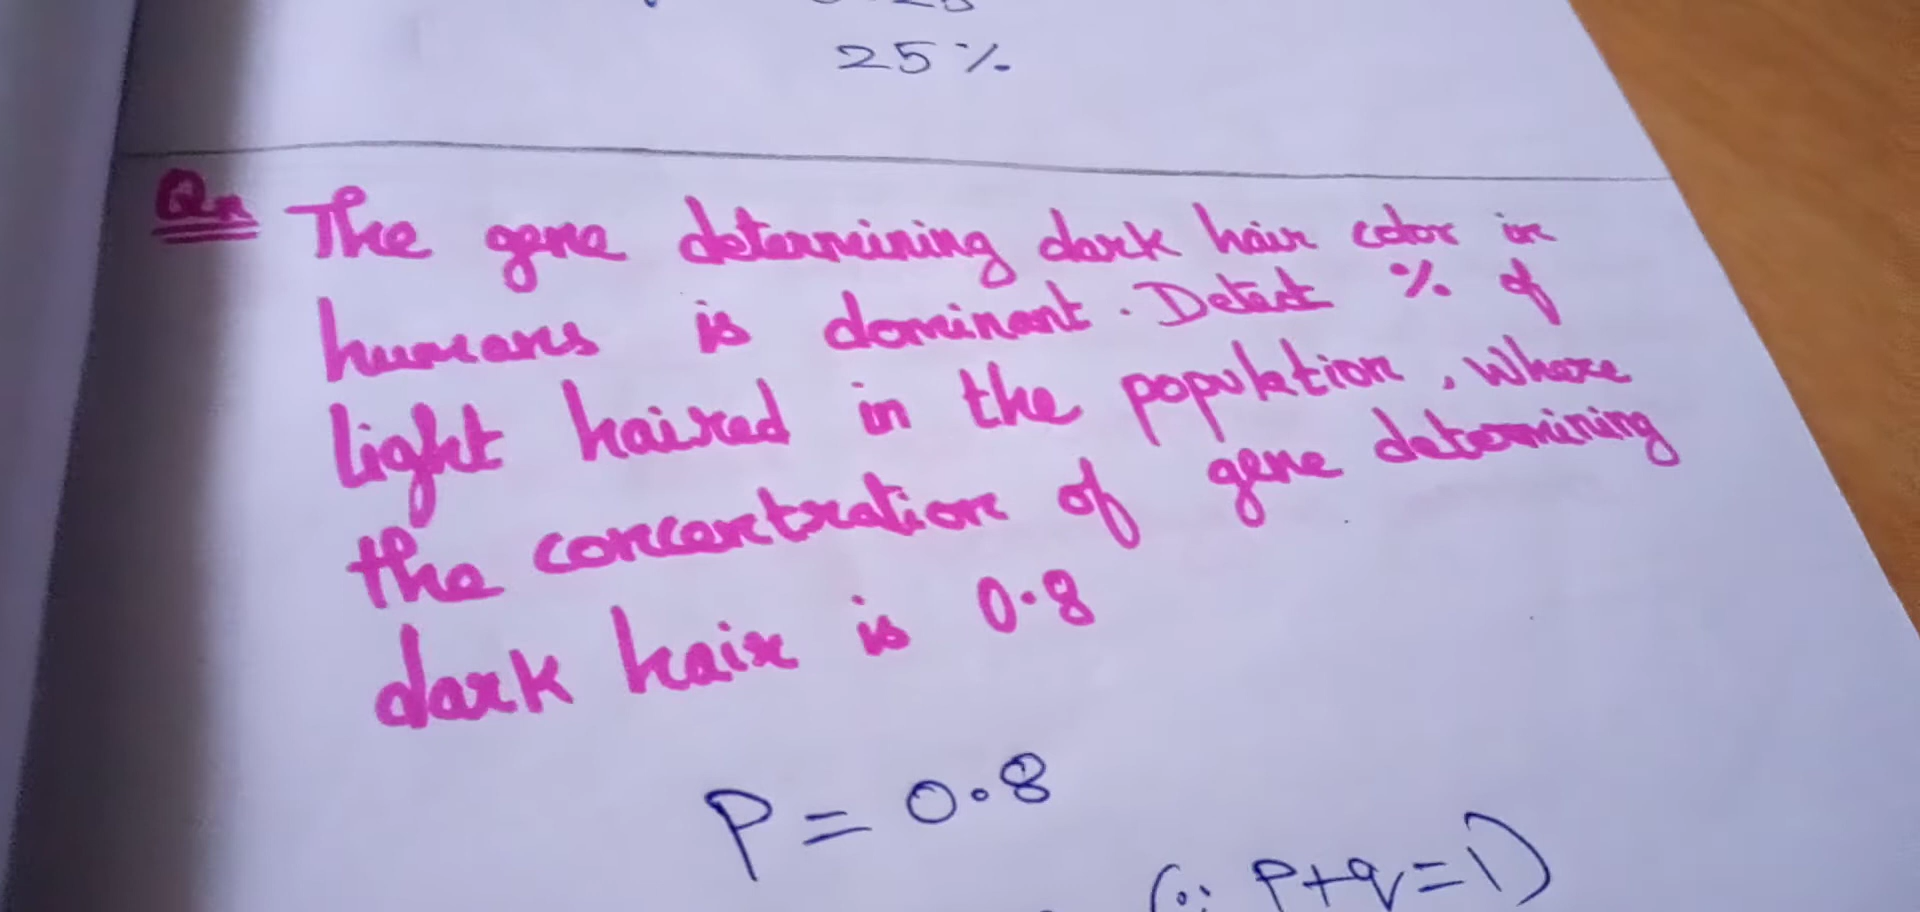 25%
Qn The gene determining dark hair color in
humans is dominant. Detect % of
light haired in the population, where
the concentration of gene determining
dark hair is 0.8
P = 0.8
(∵ P+q=1)